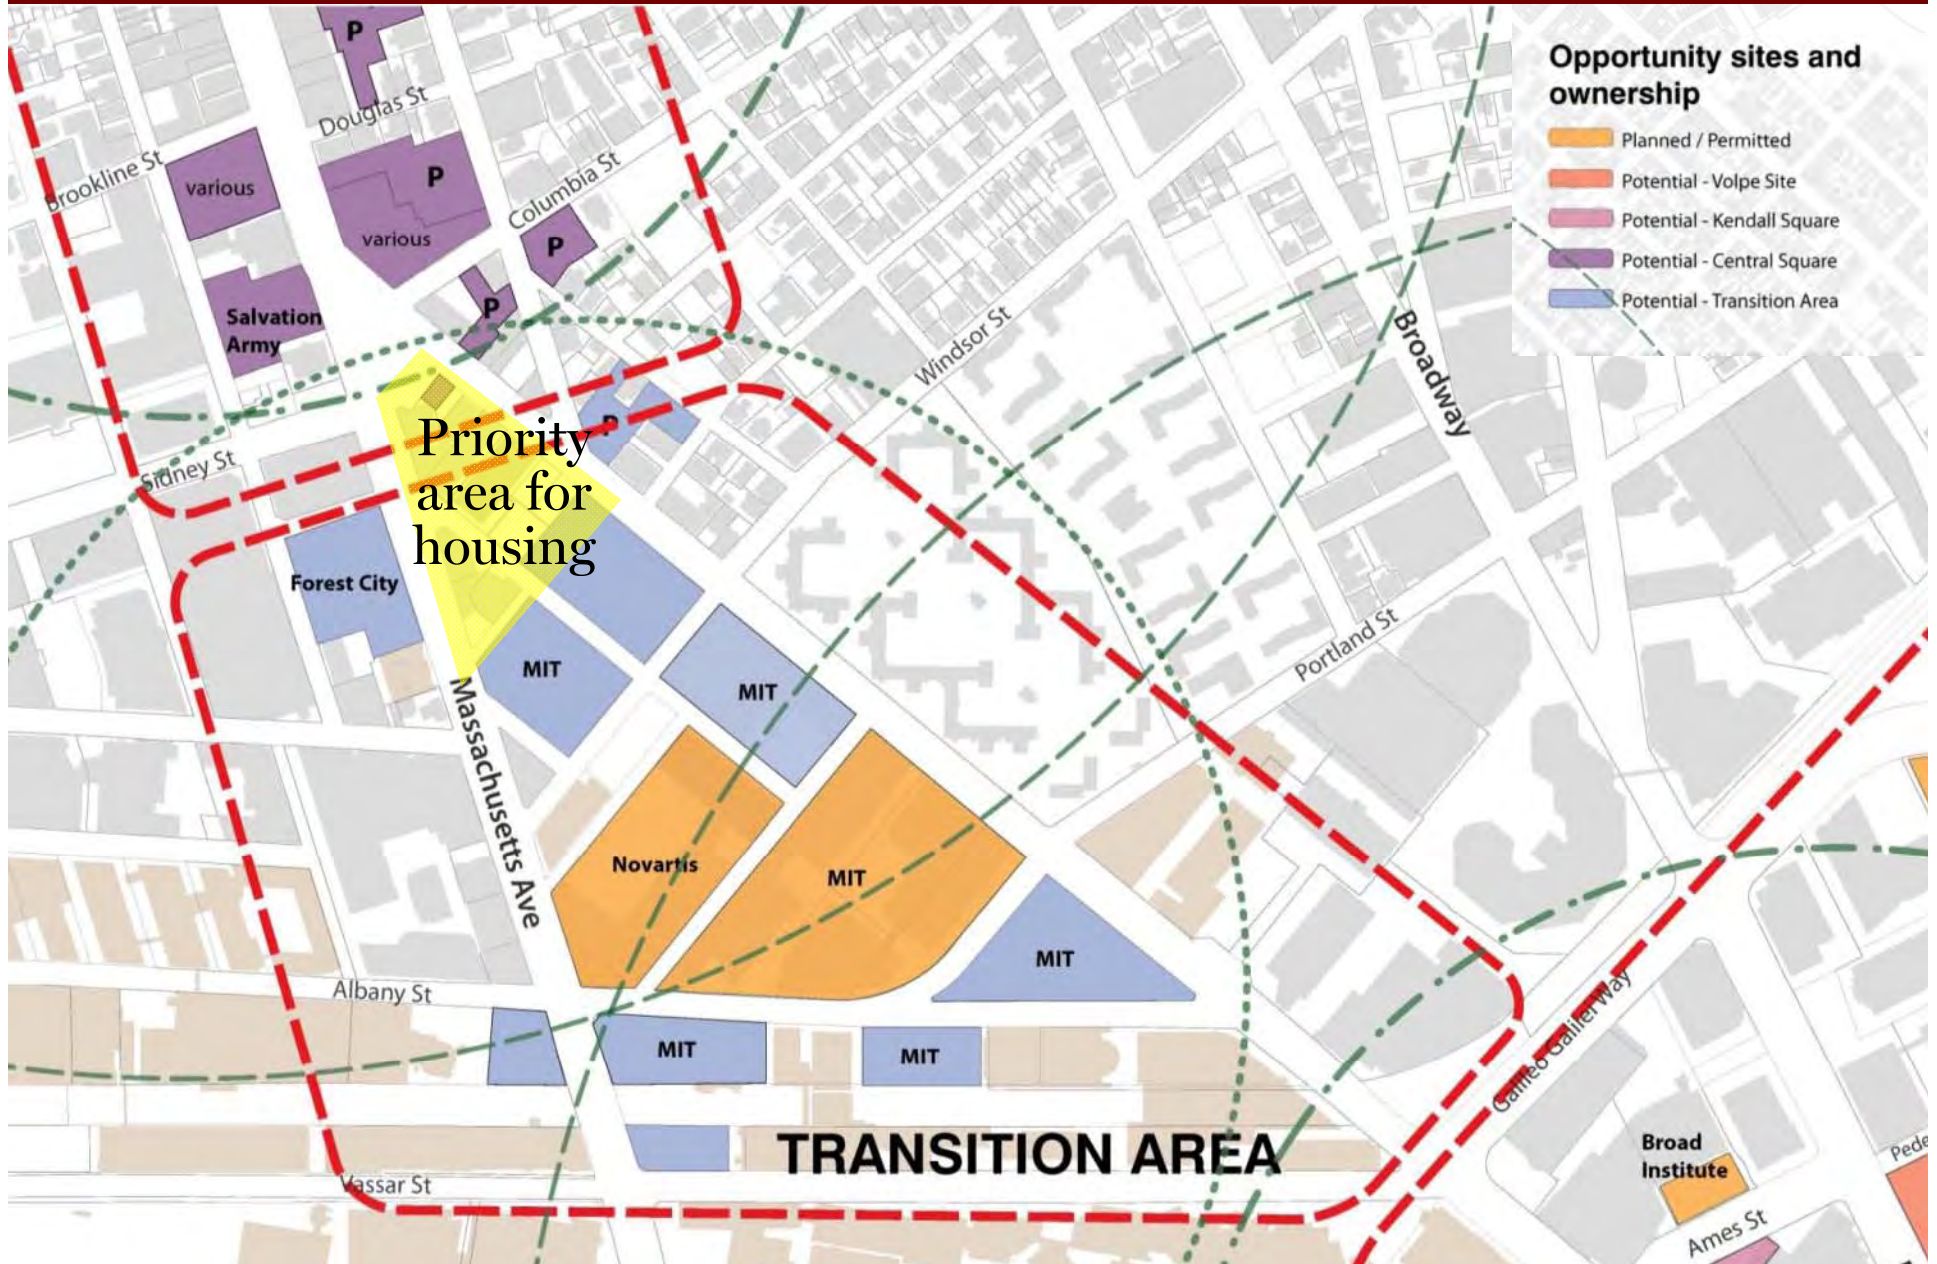 Opportunity sites and
ownership
Planned / Permitted
Potential - Volpe Site
Potential - Kendall Square
Potential - Central Square
Potential - Transition Area
P
Douglas St
Brookline St
various
P
various
Columbia St
P
P
Salvation
Army
Windsor St
Broadway
Sidney St
P
Priority
area for
housing
Forest City
MIT
MIT
Massachusetts Ave
Portland St
Novartis
MIT
MIT
Albany St
MIT
MIT
Galileo Galilei Way
TRANSITION AREA
Vassar St
Broad
Institute
Pede
Ames St